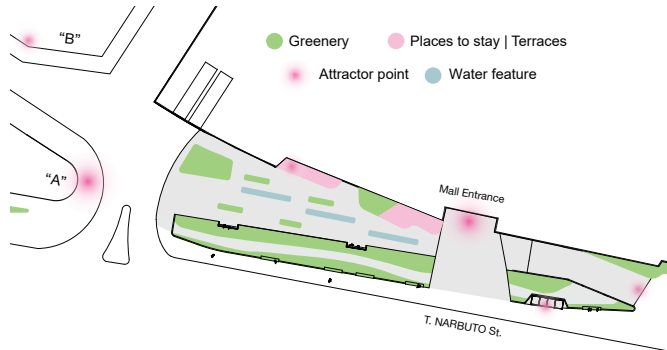 “B”
Greenery
Places to stay | Terraces
Attractor point
Water feature
“A”
Mall Entrance
T. NARBUTO St.